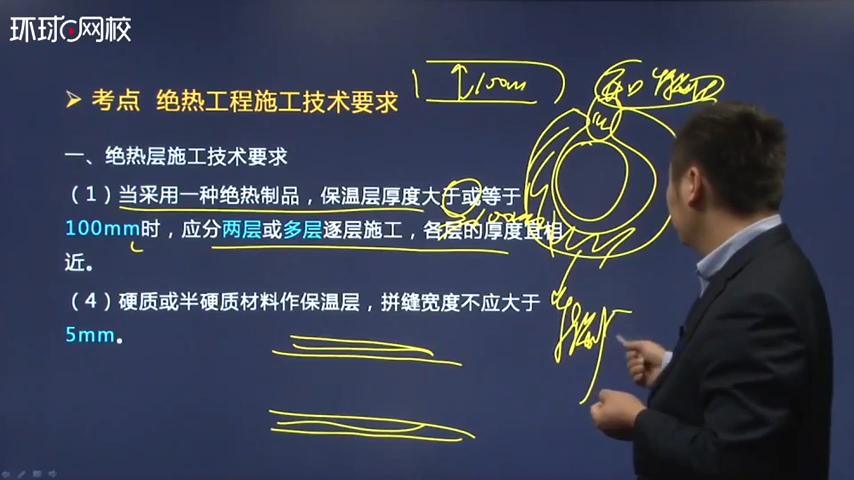 环球网校
考点 绝热工程施工技术要求
100mm
一、绝热层施工技术要求
（1）当采用一种绝热制品，保温层厚度大于或等于
100mm时，应分两层或多层逐层施工，各层的厚度宜相
近。
（4）硬质或半硬质材料作保温层，拼缝宽度不应大于
5mm。